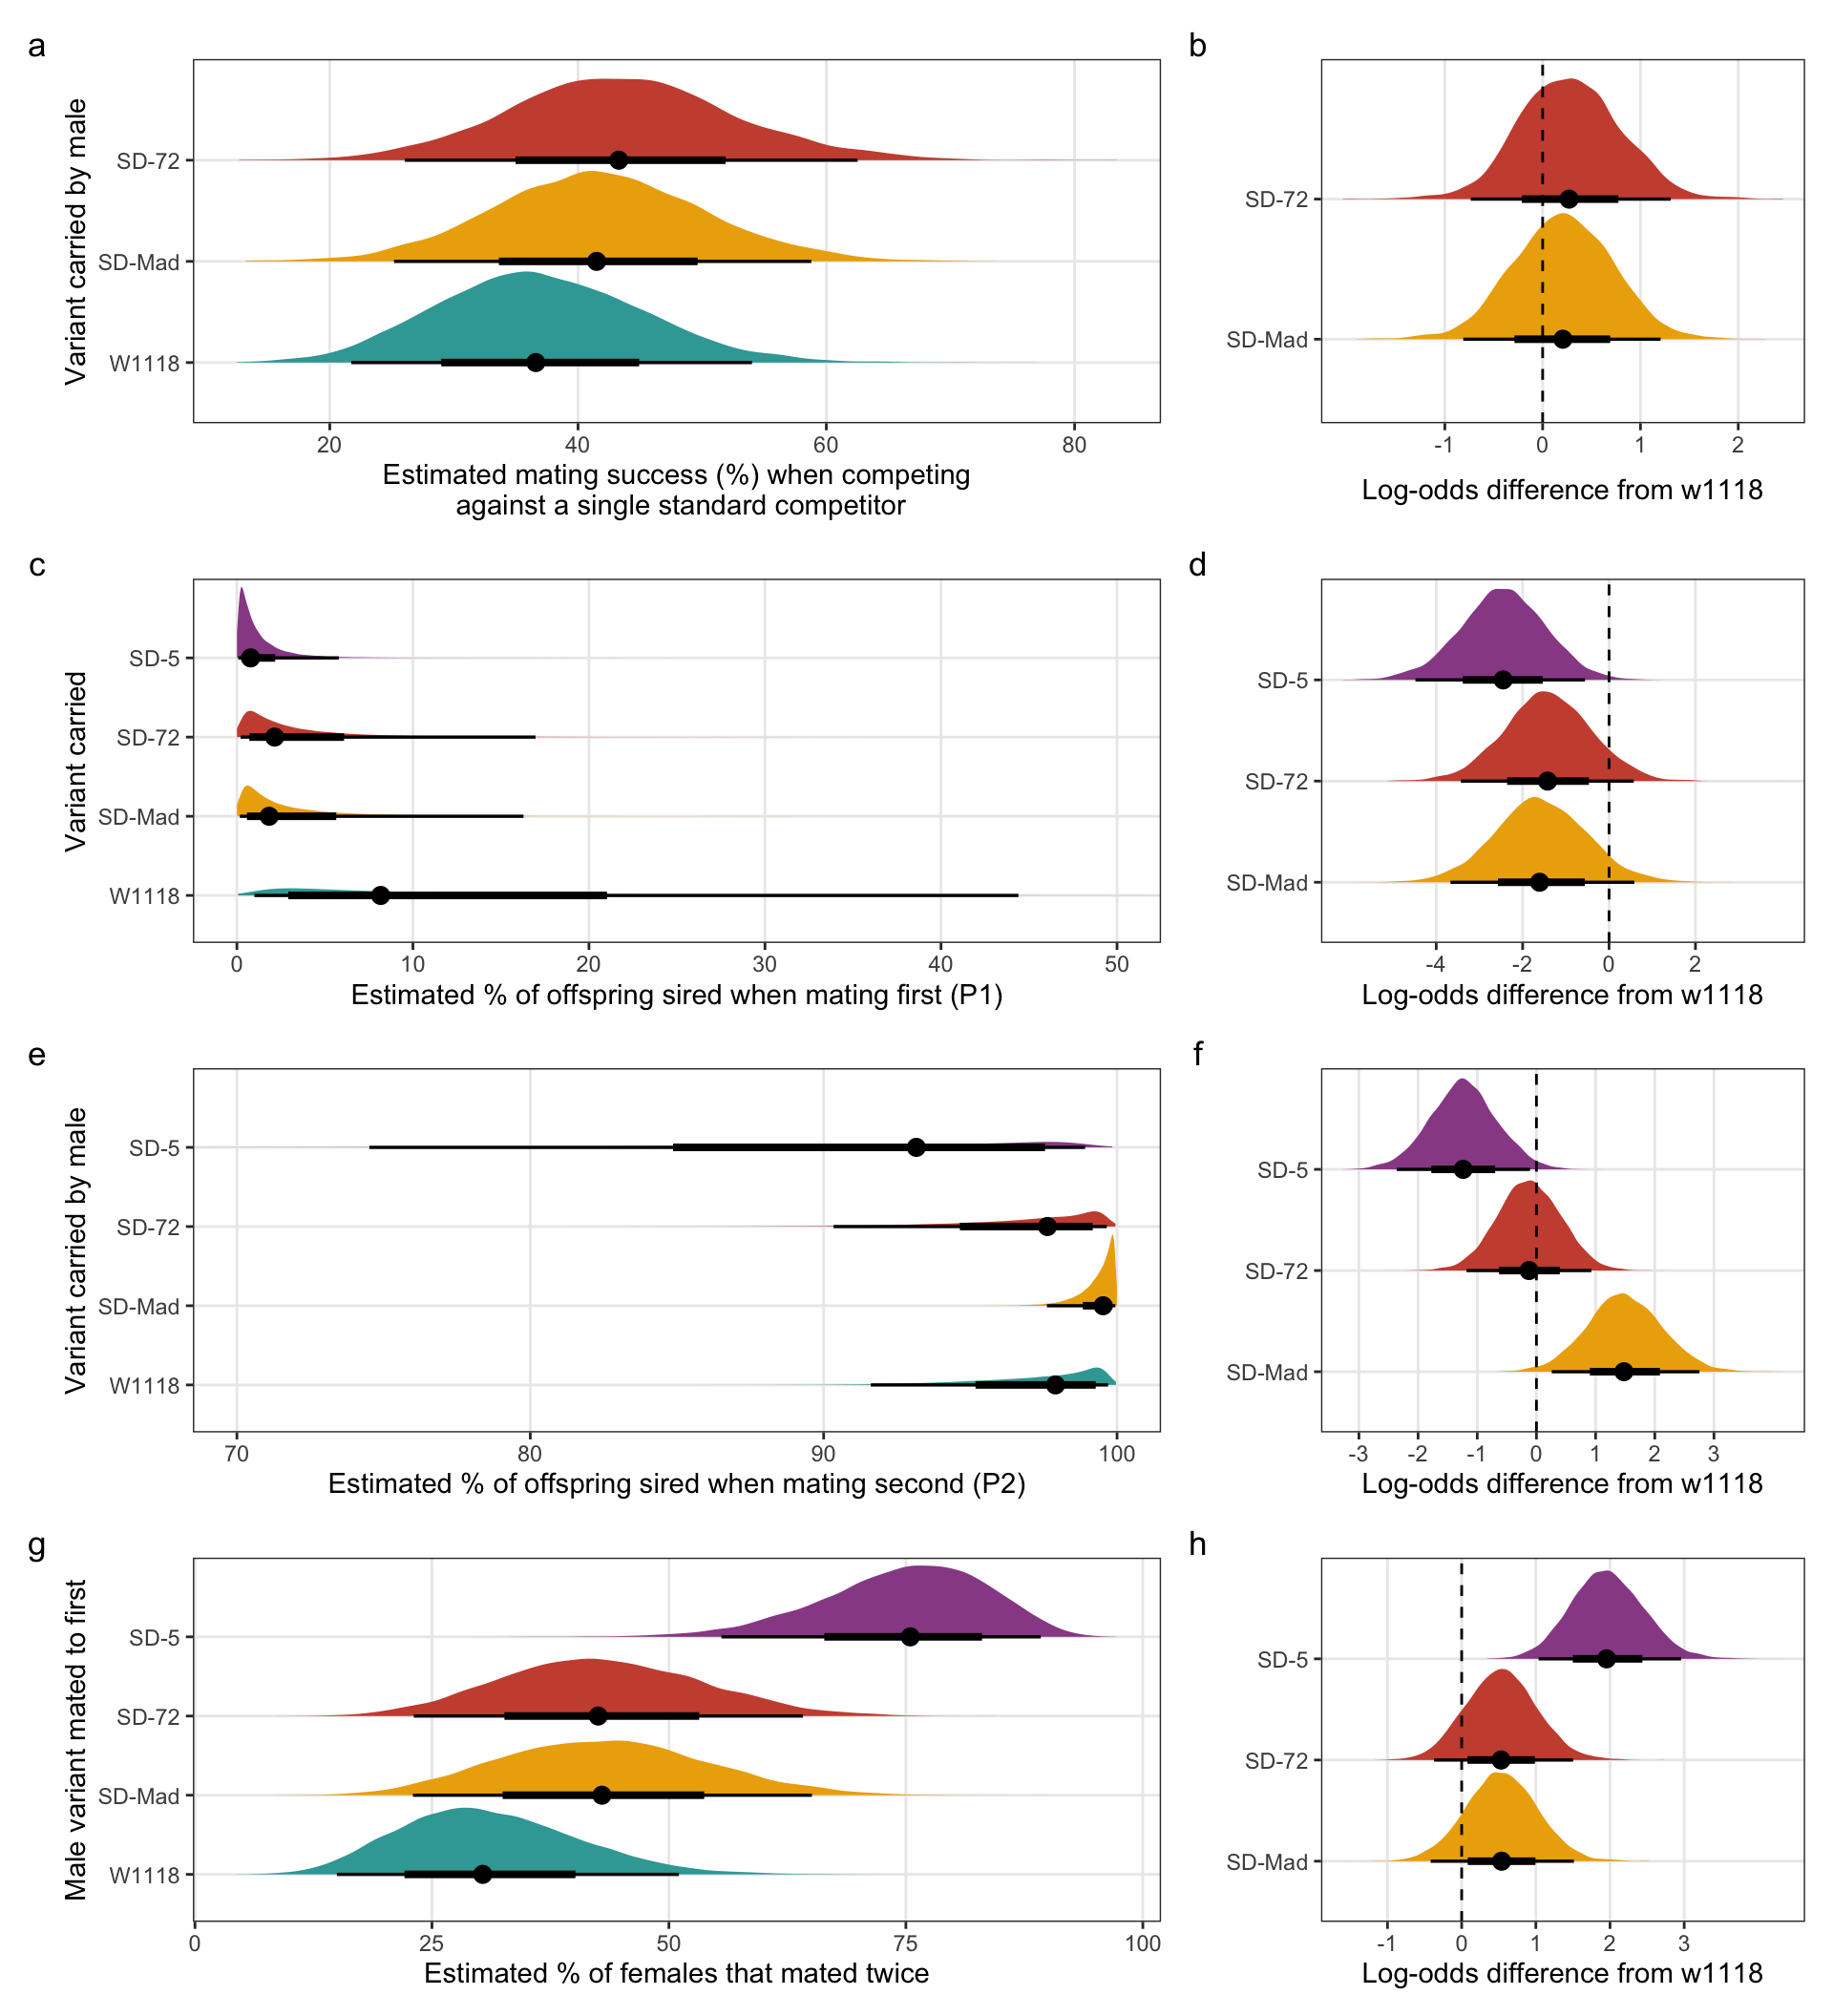 a
Variant carried by male
SD-72
SD-Mad
W1118
20 40 60 80
Estimated mating success (%) when competing
against a single standard competitor
b
SD-72
SD-Mad
-1 0 1 2
Log-odds difference from w1118
c
Variant carried
SD-5
SD-72
SD-Mad
W1118
0 10 20 30 40 50
Estimated % of offspring sired when mating first (P1)
d
SD-5
SD-72
SD-Mad
-4 -2 0 2
Log-odds difference from w1118
e
Variant carried by male
SD-5
SD-72
SD-Mad
W1118
70 80 90 100
Estimated % of offspring sired when mating second (P2)
f
SD-5
SD-72
SD-Mad
-3 -2 -1 0 1 2 3
Log-odds difference from w1118
g
Male variant mated to first
SD-5
SD-72
SD-Mad
W1118
0 25 50 75 100
Estimated % of females that mated twice
h
SD-5
SD-72
SD-Mad
-1 0 1 2 3
Log-odds difference from w1118